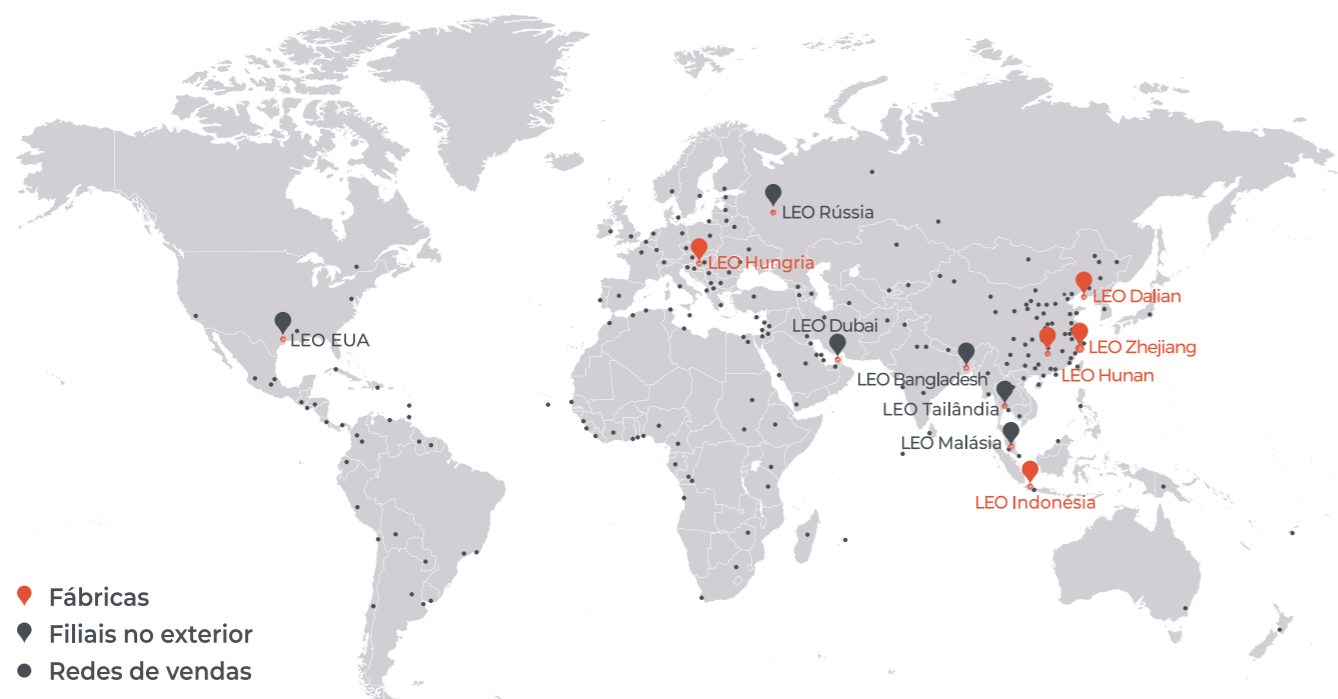 LEO Rússia
LEO Hungria
LEO Dalian
LEO Dubai
LEO EUA
LEO Zhejiang
LEO Bangladesh
LEO Hunan
LEO Tailândia
LEO Malásia
LEO Indonésia
Fábricas
Filiais no exterior
Redes de vendas